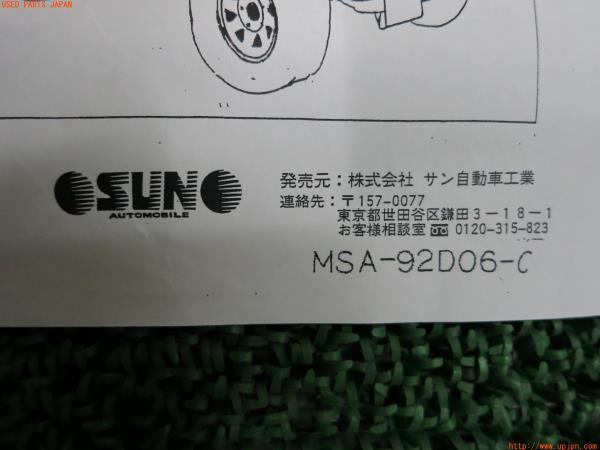 USED PARTS JAPAN
SUN
AUTOMOBILE
発売元：株式会社 サン自動車工業
連絡先：〒157-0077
東京都世田谷区鎌田3-18-1
お客様相談室 0120-315-823
MSA-92D06-C
http://www.upjpn.com/